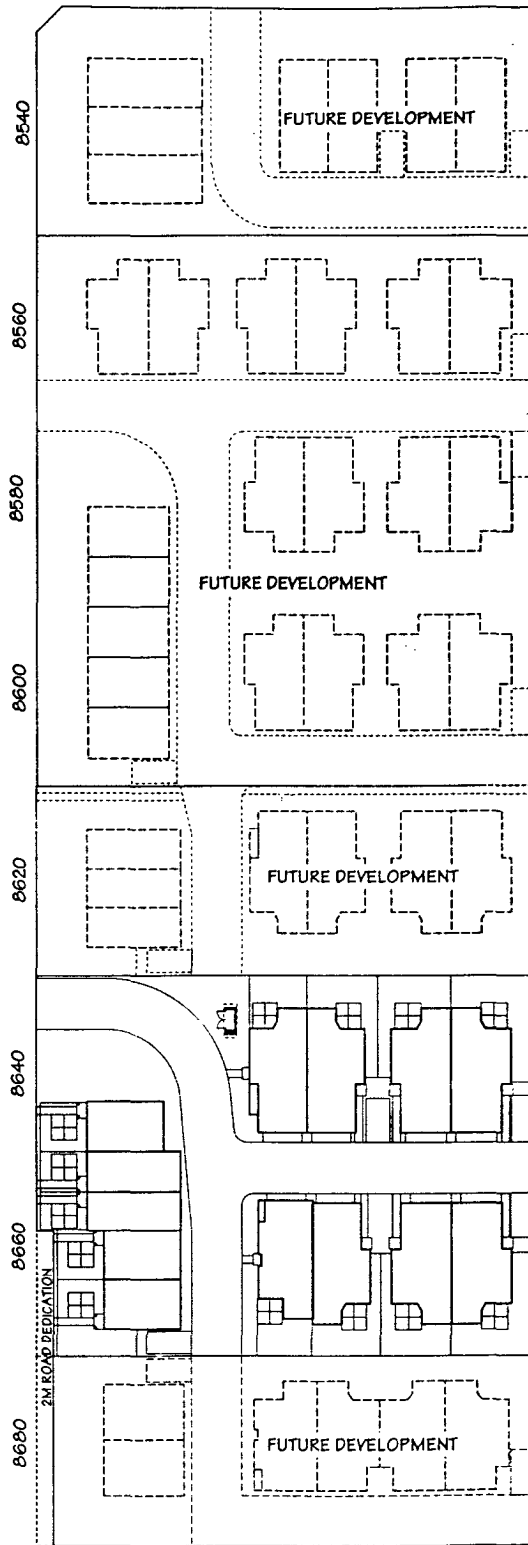 8540
FUTURE DEVELOPMENT
8560
8580
FUTURE DEVELOPMENT
8600
8620
FUTURE DEVELOPMENT
8640
8660
2M ROAD DEDICATION
8680
FUTURE DEVELOPMENT